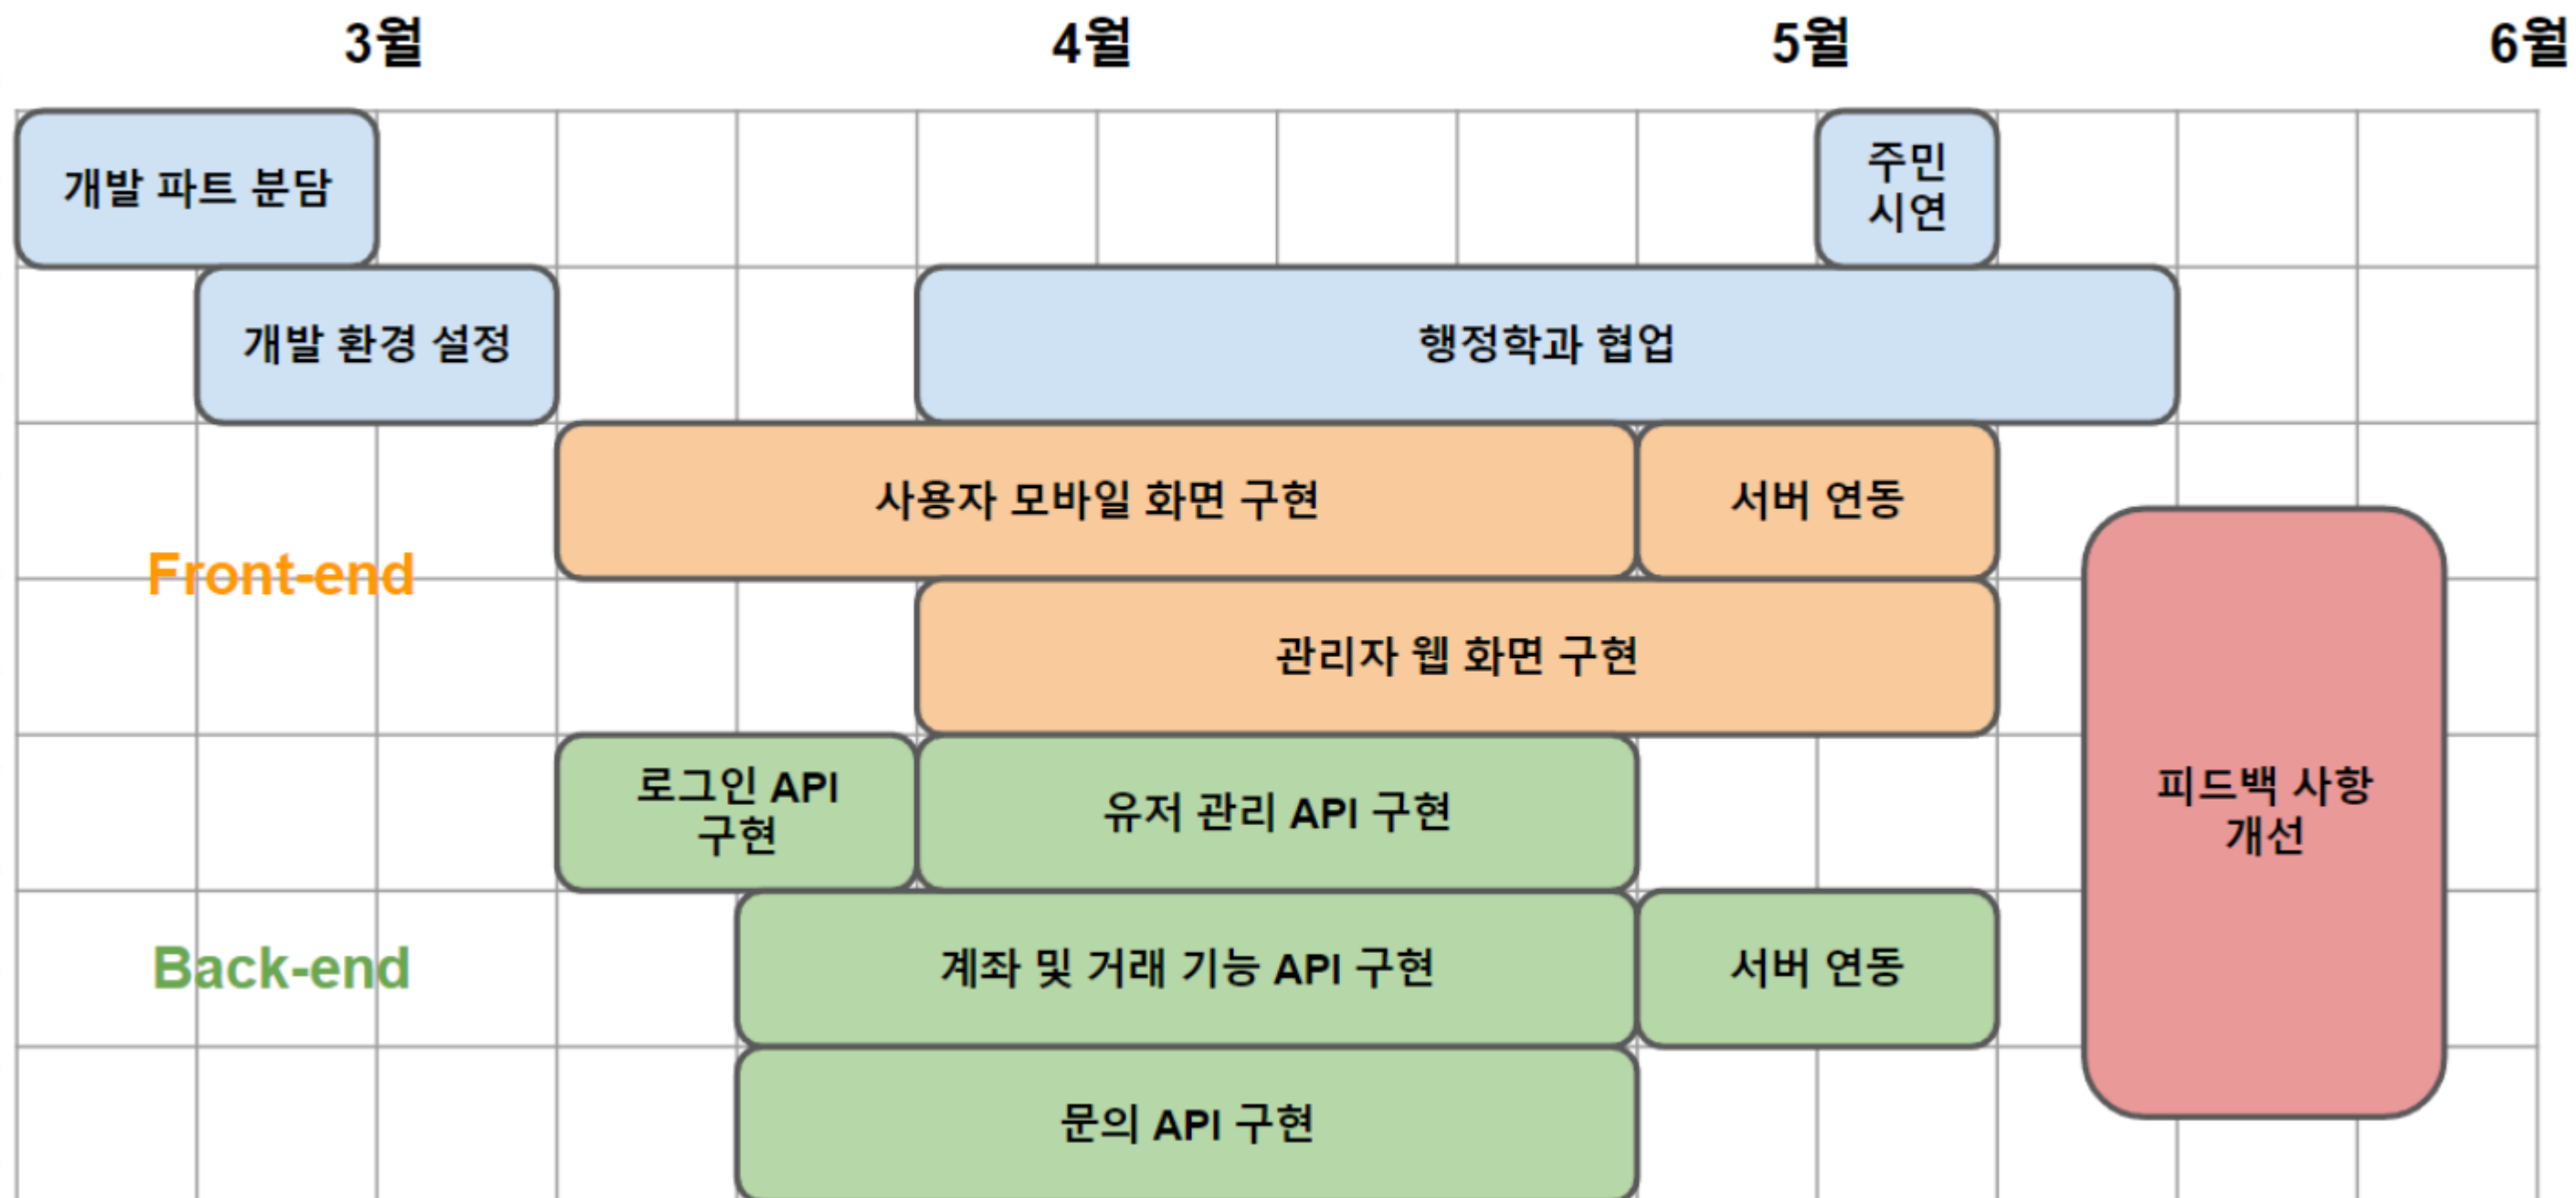 3월 4월 5월 6월
개발 파트 분담
주민
시연
개발 환경 설정
행정학과 협업
사용자 모바일 화면 구현
서버 연동
Front-end
관리자 웹 화면 구현
로그인 API
구현
유저 관리 API 구현
피드백 사항
개선
Back-end
계좌 및 거래 기능 API 구현
서버 연동
문의 API 구현